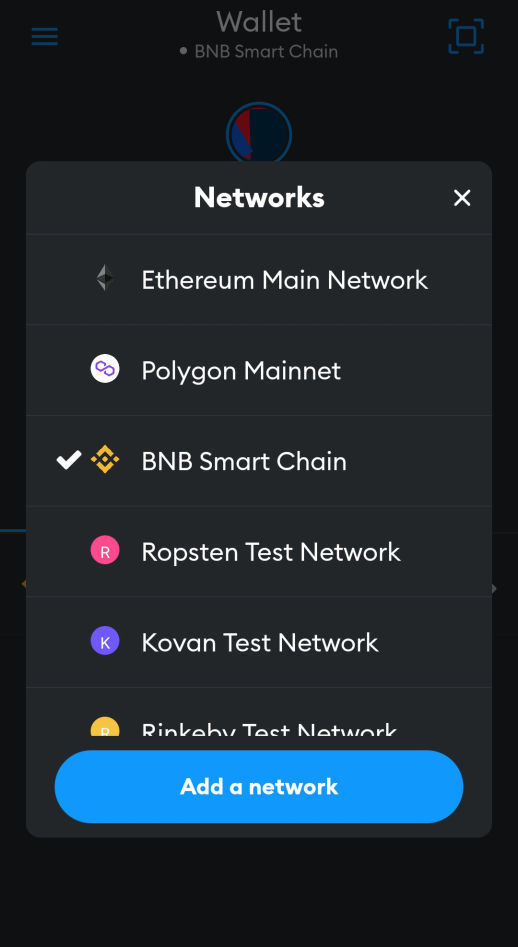 Wallet
BNB Smart Chain
Networks
Ethereum Main Network
Polygon Mainnet
BNB Smart Chain
R Ropsten Test Network
K Kovan Test Network
R Rinkeby Test Network
Add a network